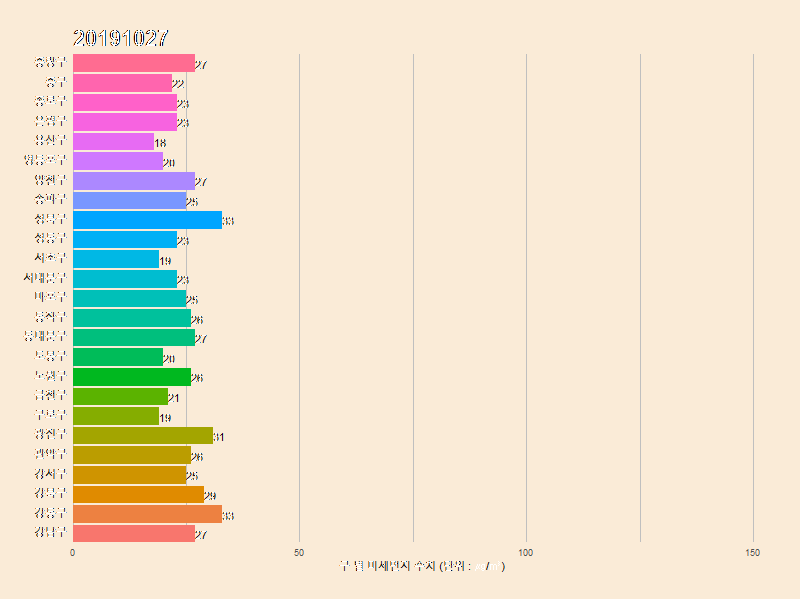 20191027
중랑구 27
중구 22
종로구 23
은평구 23
용산구 18
영등포구 20
양천구 27
송파구 25
성북구 33
성동구 23
서초구 19
서대문구 23
마포구 25
동작구 26
동대문구 27
도봉구 20
노원구 26
금천구 21
구로구 19
광진구 31
관악구 26
강서구 25
강북구 29
강동구 33
강남구 27
0 50 100 150
구 별 미세먼지 수치 (단위 : / )